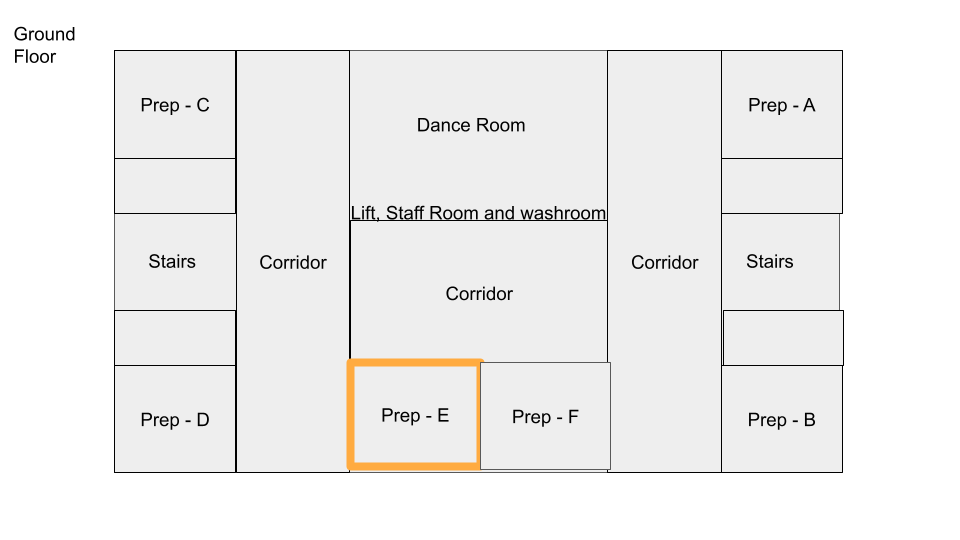 Ground
Floor
Prep - C
Dance Room
Prep - A
Lift, Staff Room and washroom
Stairs
Corridor
Corridor
Stairs
Corridor
Prep - D
Prep - E
Prep - F
Prep - B